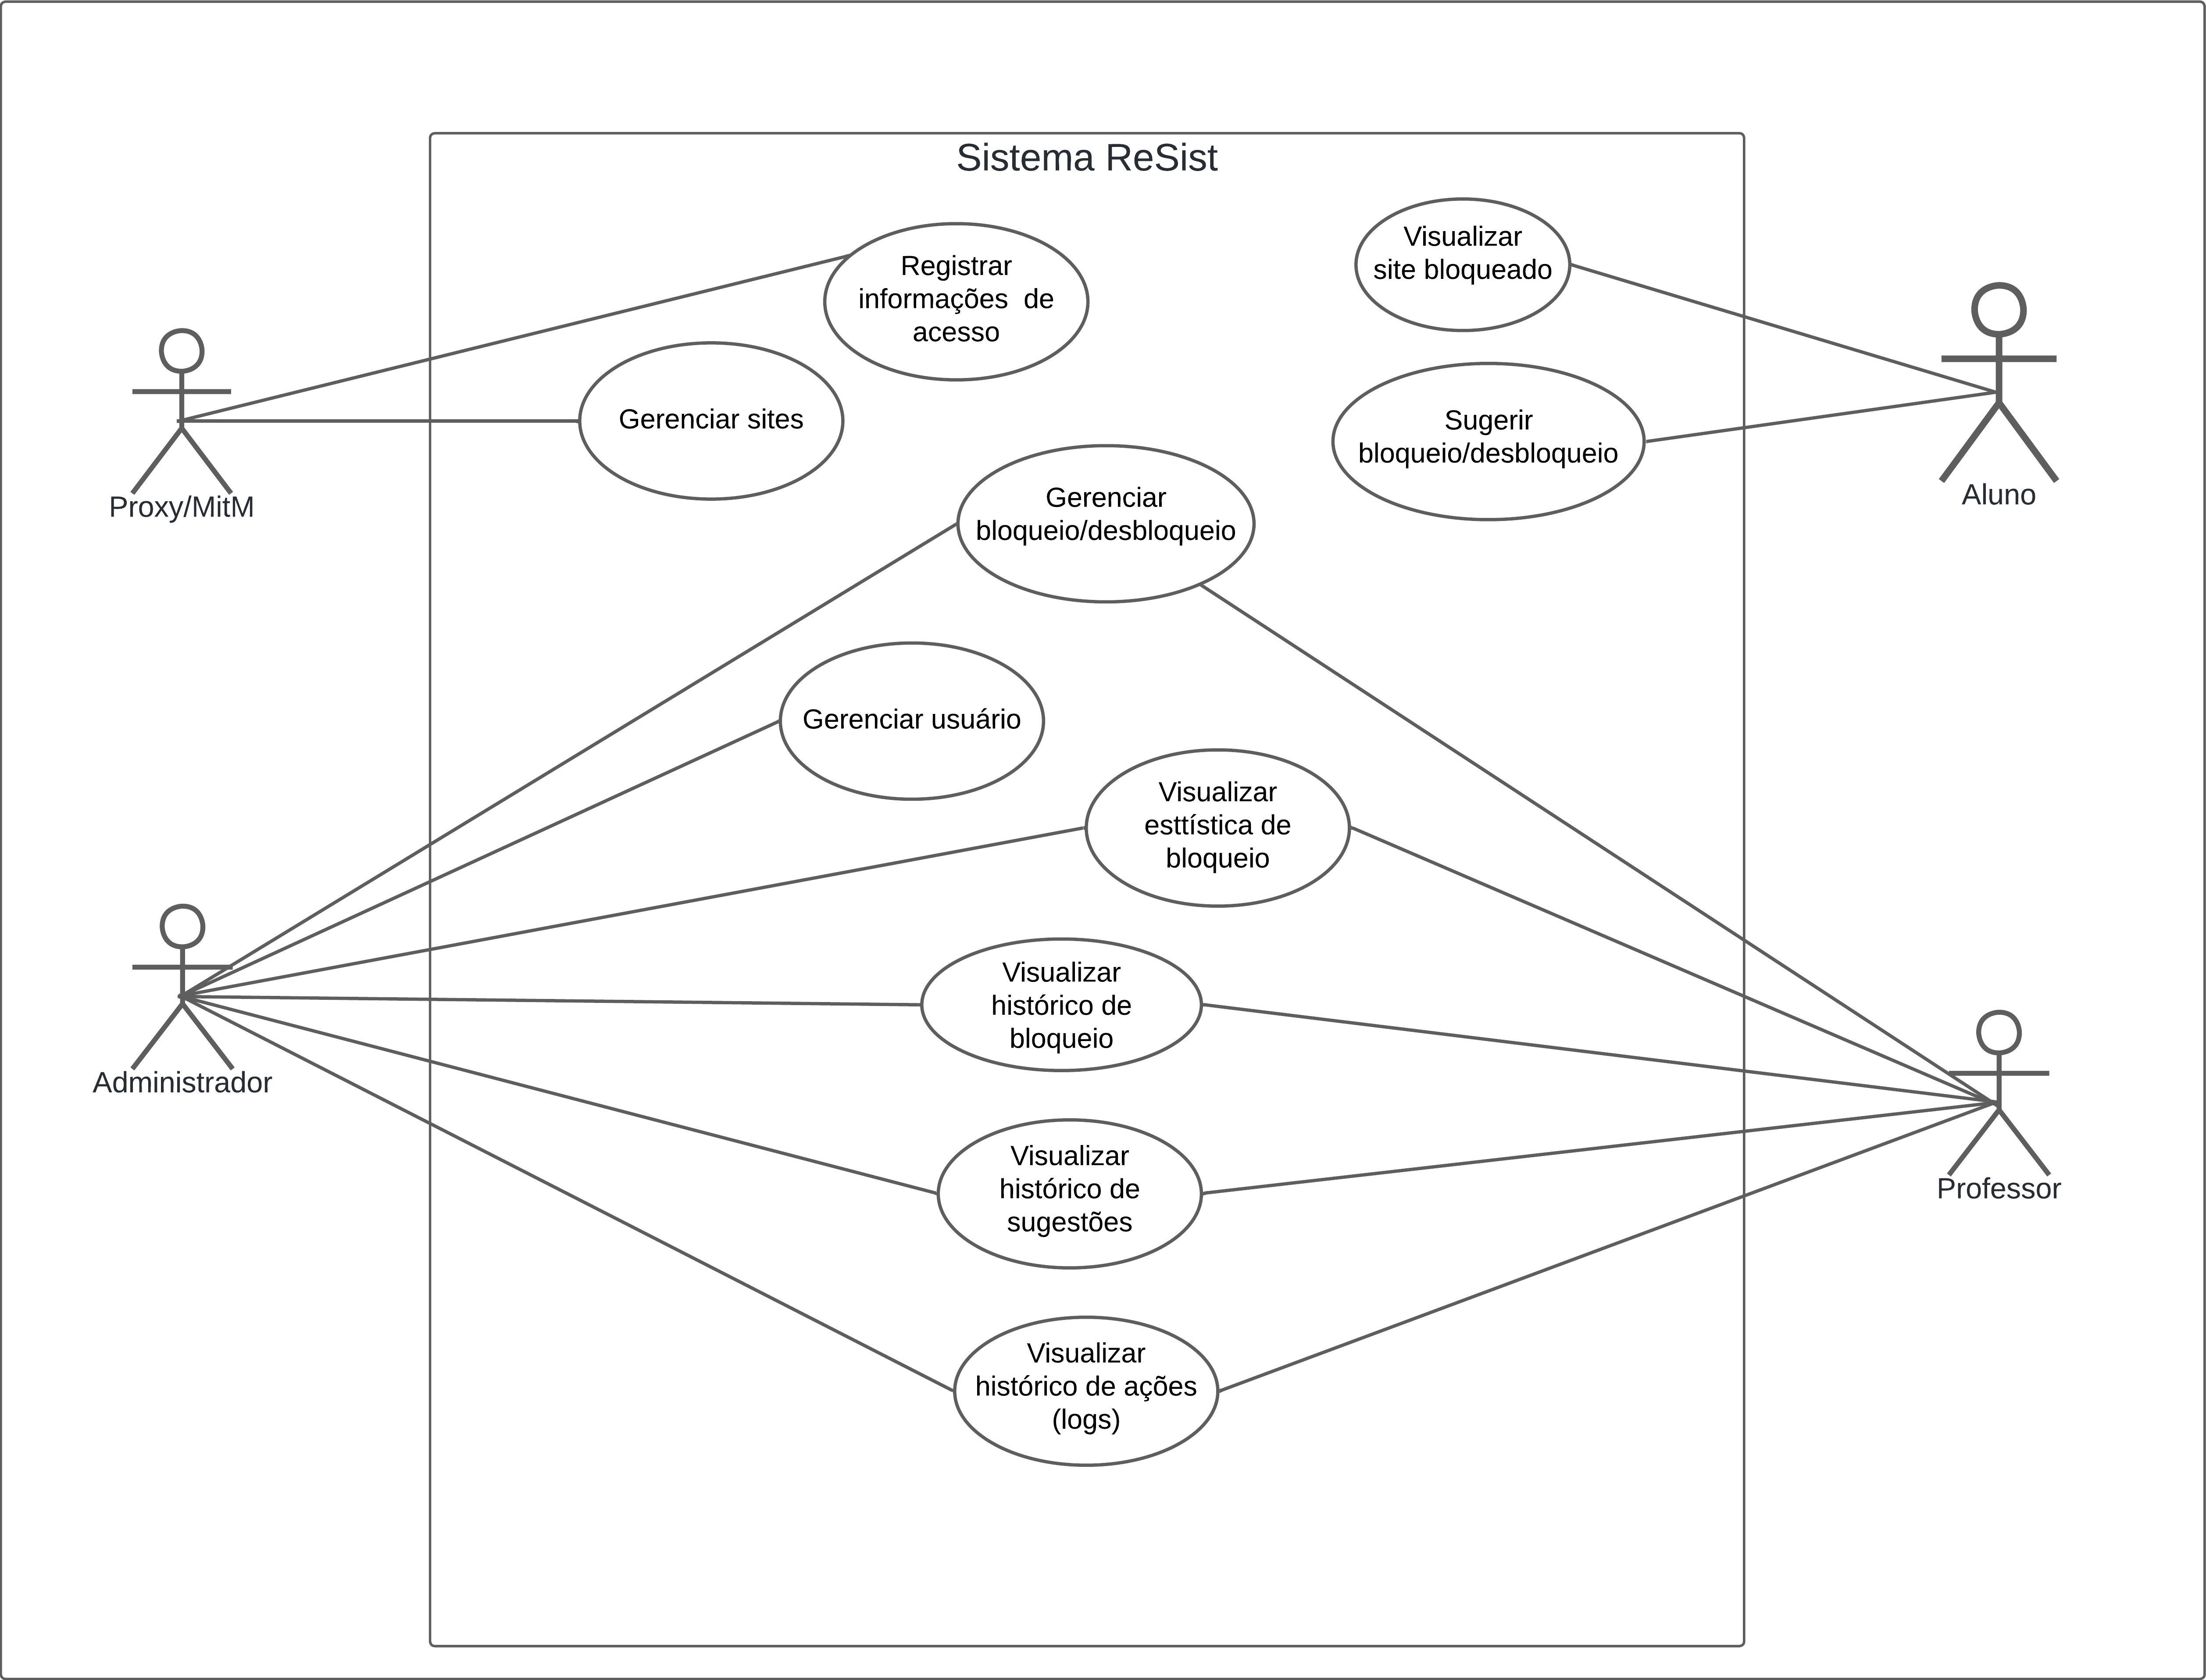 Sistema ReSist
Registrar
informações  de
acesso
Visualizar
site bloqueado
Gerenciar sites
Sugerir
bloqueio/desbloqueio
Proxy/MitM
Aluno
Gerenciar
bloqueio/desbloqueio
Gerenciar usuário
Visualizar
esttística de
bloqueio
Visualizar
histórico de
bloqueio
Administrador
Visualizar
histórico de
sugestões
Professor
Visualizar
histórico de ações
(logs)